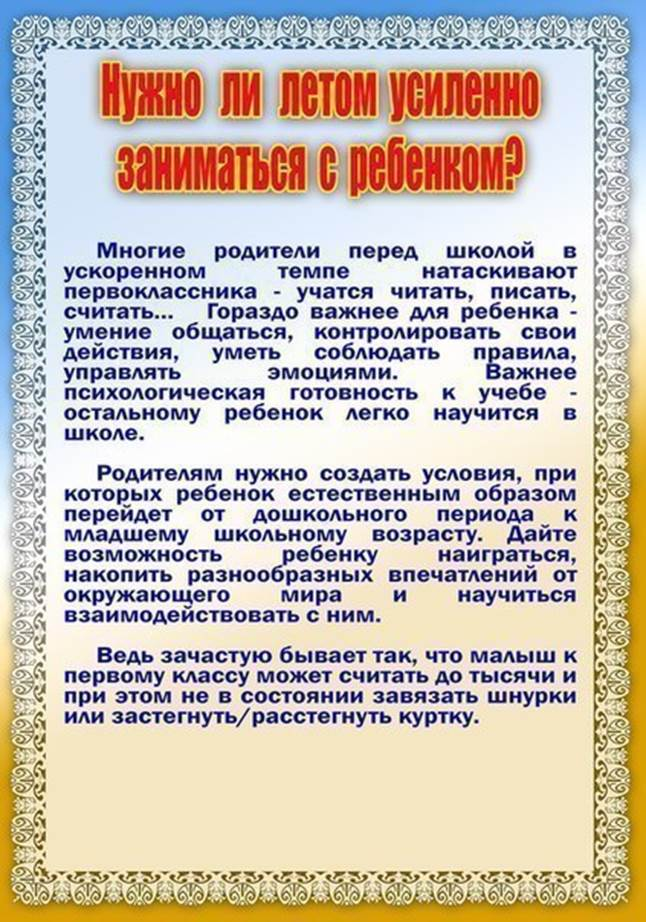 Нужно ли летом усиленно
заниматься с ребенком?
Многие родители перед школой в
ускоренном темпе натаскивают
первоклассника - учатся читать, писать,
считать... Гораздо важнее для ребенка -
умение общаться, контролировать свои
действия, уметь соблюдать правила,
управлять эмоциями. Важнее
психологическая готовность к учебе -
остальному ребенок легко научится в
школе.
Родителям нужно создать условия, при
которых ребенок естественным образом
перейдет от дошкольного периода к
младшему школьному возрасту. Дайте
возможность ребенку наиграться,
накопить разнообразных впечатлений от
окружающего мира и научиться
взаимодействовать с ним.
Ведь зачастую бывает так, что малыш к
первому классу может считать до тысячи и
при этом не в состоянии завязать шнурки
или застегнуть/расстегнуть куртку.